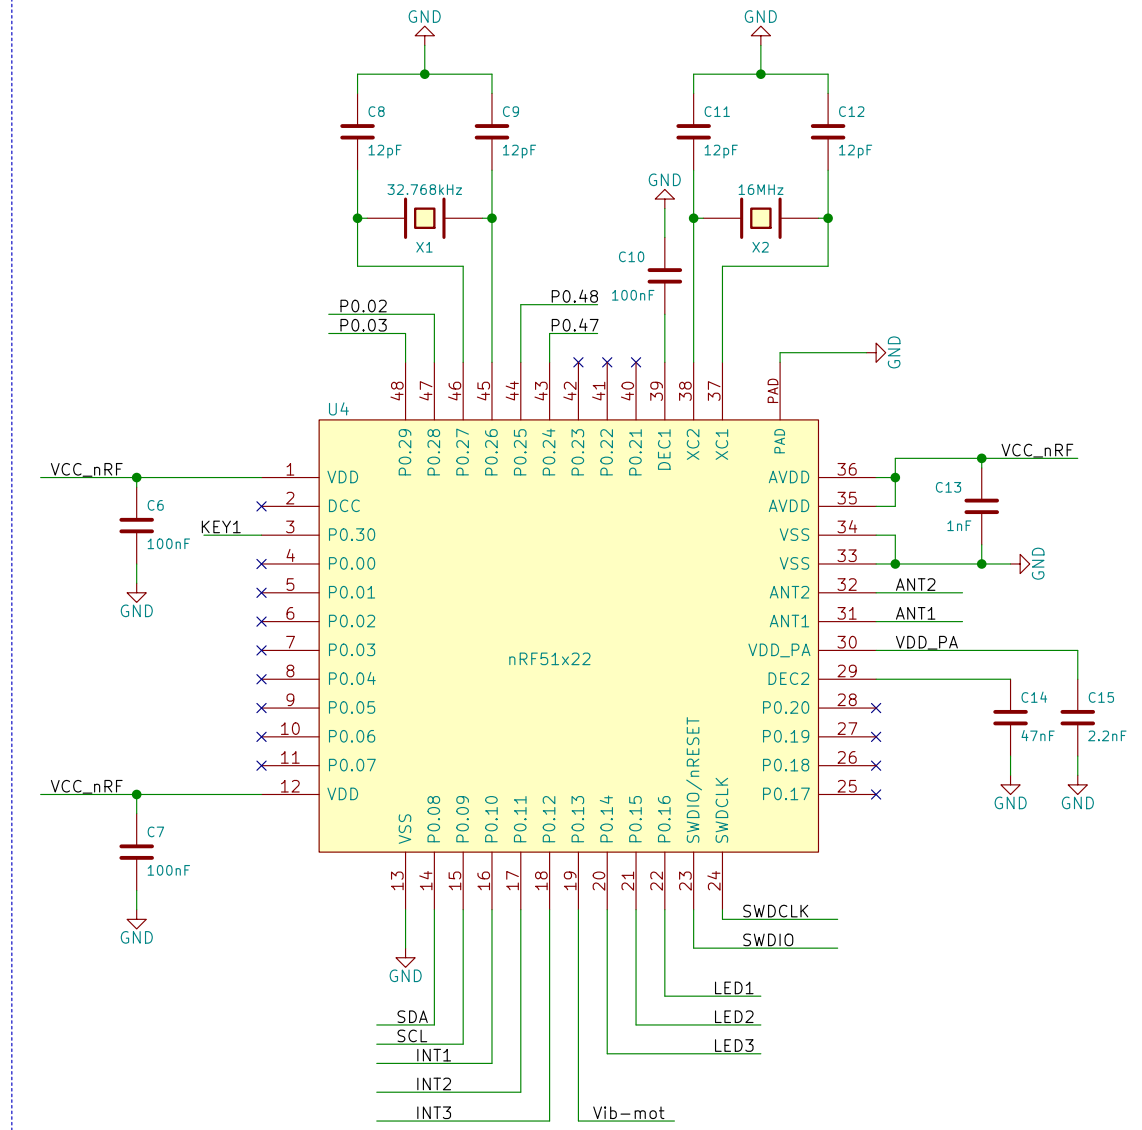 GND GND
C8 C9 C11 C12
12pF 12pF 12pF 12pF
GND
32.768kHz 16MHz
X1 X2
C10
100nF
P0.02 P0.48
P0.03 P0.47
GND
48 47 46 45 44 43 42 41 40 39 38 37 PAD
U4
P0.29 P0.28 P0.27 P0.26 P0.25 P0.24 P0.23 P0.22 P0.21 DEC1 XC2 XC1 PAD
VCC_nRF 1 VDD AVDD 36 VCC_nRF
C6 2 DCC AVDD 35 C13
100nF 1nF
KEY1 3 P0.30 VSS 34
4 P0.00 VSS 33 GND
GND 5 P0.01 ANT2 32 ANT2
6 P0.02 ANT1 31 ANT1
7 P0.03 VDD_PA 30 VDD_PA
nRF51x22
8 P0.04 DEC2 29
9 P0.05 P0.20 28 C14 C15
10 P0.06 P0.19 27 47nF 2.2nF
11 P0.07 P0.18 26
VCC_nRF 12 VDD P0.17 25 GND GND
C7
100nF
GND
VSS P0.08 P0.09 P0.10 P0.11 P0.12 P0.13 P0.14 P0.15 P0.16 SWDIO/nRESET SWDCLK
13 14 15 16 17 18 19 20 21 22 23 24
SWDCLK
SWDIO
GND
LED1
SDA LED2
SCL
INT1 LED3
INT2
INT3 Vib-mot